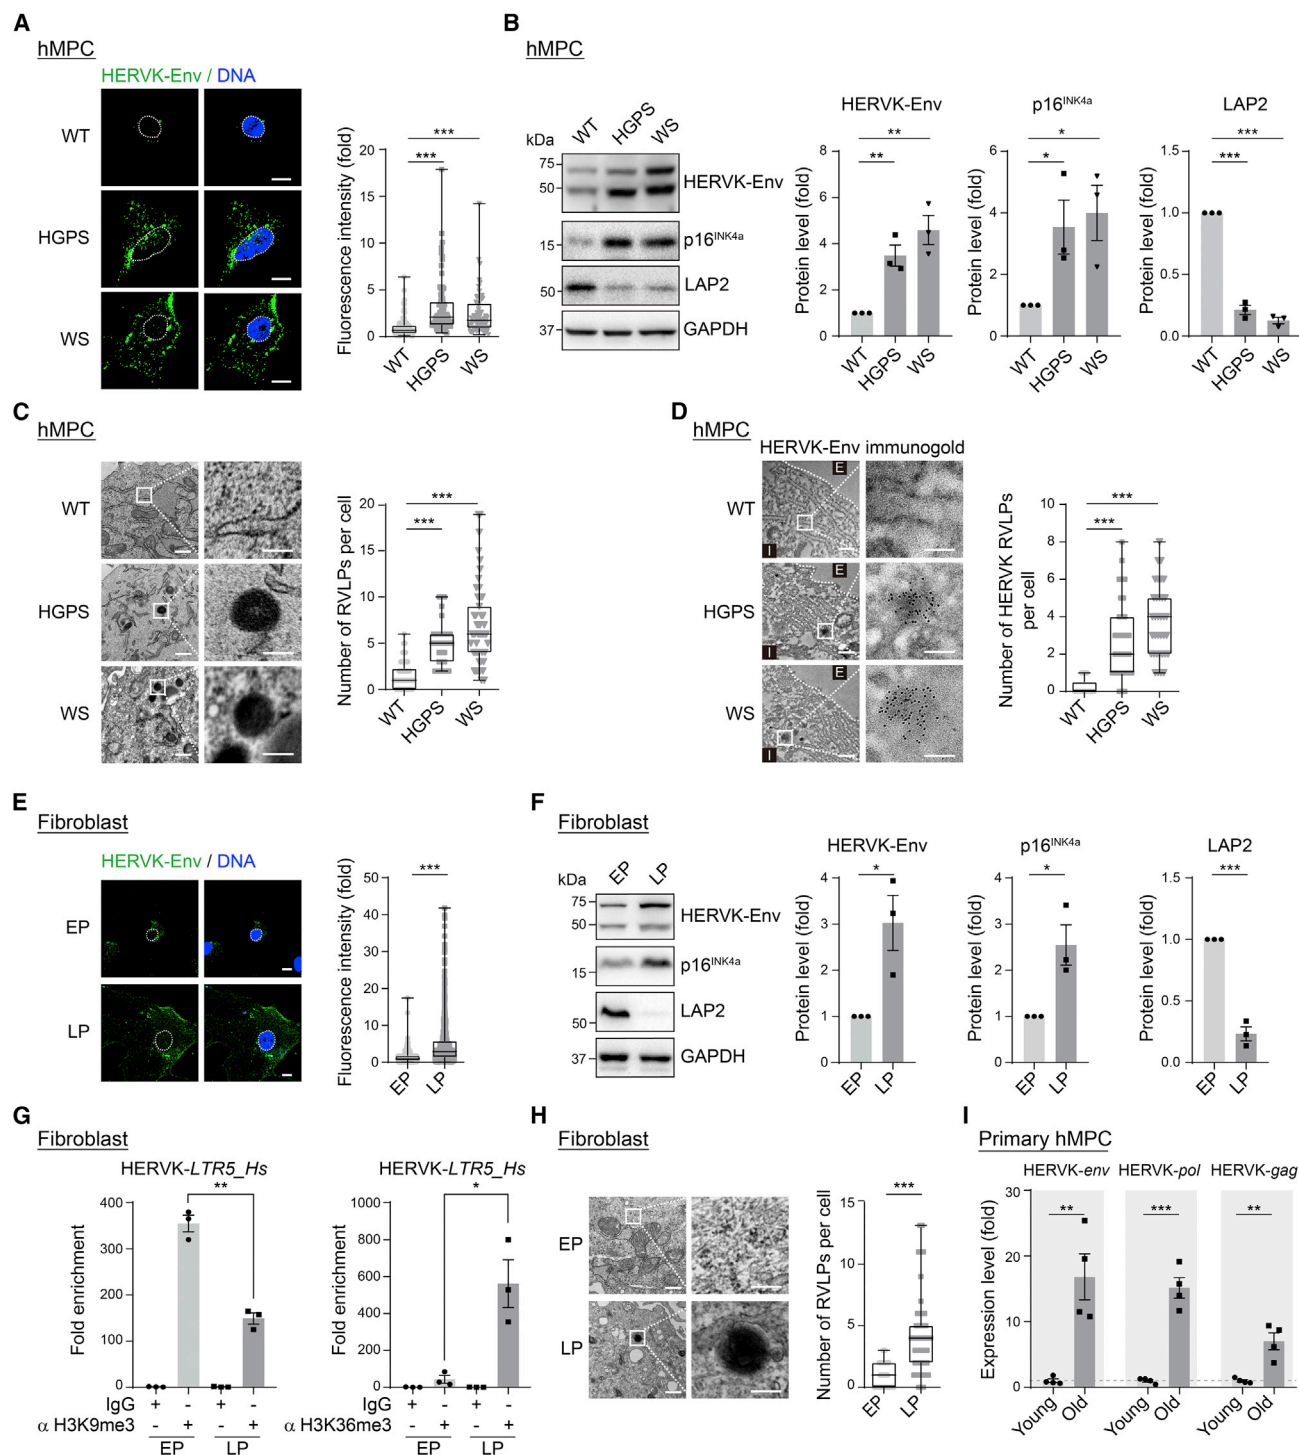 A
hMPC
HERVK-Env / DNA
WT
HGPS
WS
Fluorescence intensity (fold)
20
15
10
5
0
***
***
WT
HGPS
WS
B
hMPC
kDa
WT
HGPS
WS
75
50
HERVK-Env
15
p16INK4a
50
LAP2
37
GAPDH
HERVK-Env
Protein level (fold)
8
6
4
2
0
**
**
WT
HGPS
WS
p16INK4a
Protein level (fold)
6
4
2
0
*
*
WT
HGPS
WS
LAP2
Protein level (fold)
1.5
1.0
0.5
0.0
***
***
WT
HGPS
WS
C
hMPC
WT
HGPS
WS
Number of RVLPs per cell
20
15
10
5
0
***
***
WT
HGPS
WS
D
hMPC
HERVK-Env immunogold
WT
E
I
HGPS
E
I
WS
E
I
Number of HERVK RVLPs
per cell
10
8
6
4
2
0
***
***
WT
HGPS
WS
E
Fibroblast
HERVK-Env / DNA
EP
LP
Fluorescence intensity (fold)
50
40
30
20
10
0
***
EP
LP
F
Fibroblast
kDa
EP
LP
75
50
HERVK-Env
15
p16INK4a
50
LAP2
37
GAPDH
HERVK-Env
Protein level (fold)
4
3
2
1
0
*
EP
LP
p16INK4a
Protein level (fold)
4
3
2
1
0
*
EP
LP
LAP2
Protein level (fold)
1.5
1.0
0.5
0.0
***
EP
LP
G
Fibroblast
HERVK-LTR5_Hs
Fold enrichment
400
300
200
100
0
**
IgG + - + -
α H3K9me3 - + - +
EP LP
HERVK-LTR5_Hs
Fold enrichment
1000
800
600
400
200
0
*
IgG + - + -
α H3K36me3 - + - +
EP LP
H
Fibroblast
EP
LP
Number of RVLPs per cell
15
10
5
0
***
EP
LP
I
Primary hMPC
HERVK-env HERVK-pol HERVK-gag
Expression level (fold)
30
20
10
0
** *** **
Young Old Young Old Young Old